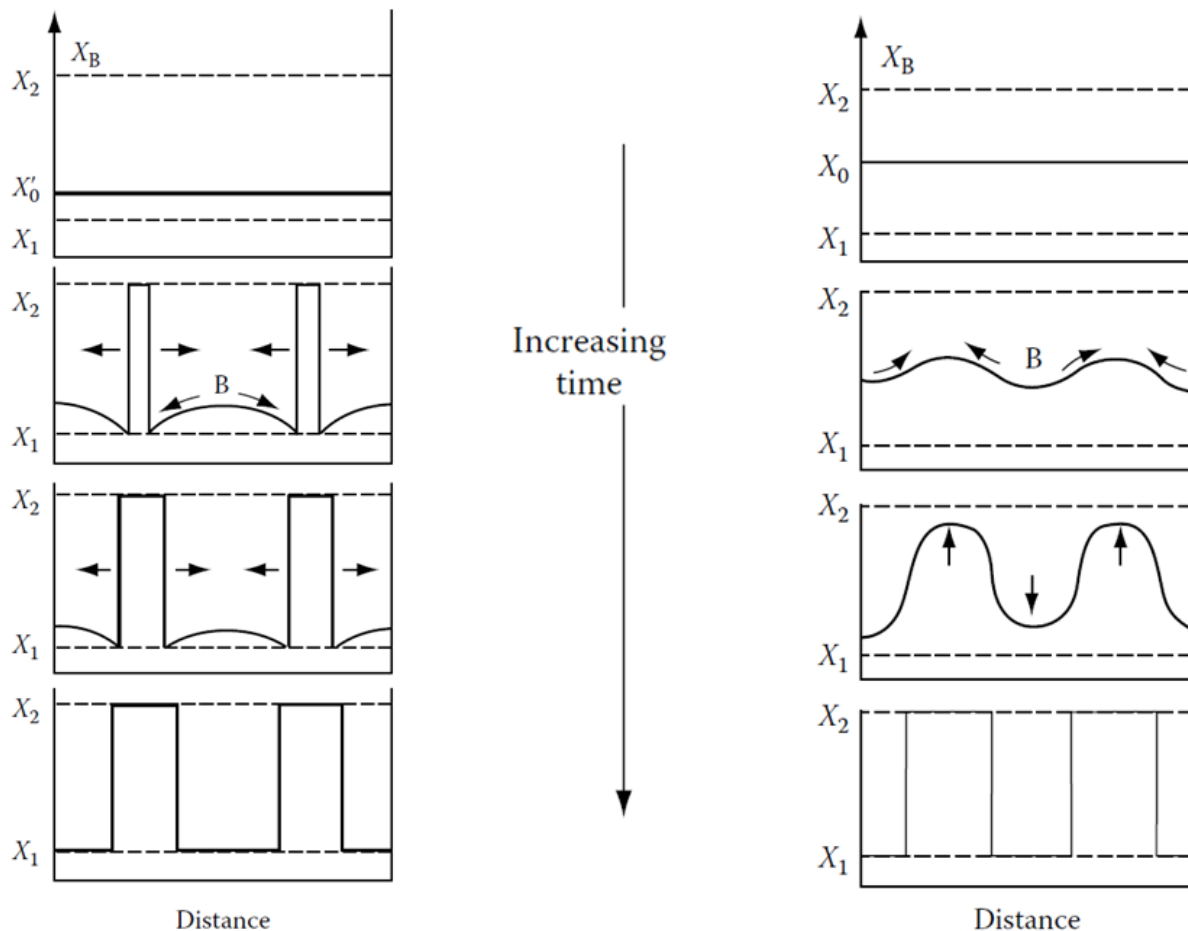 X_B
X_2
X'_0
X_1
X_2
B
X_1
X_2
X_1
X_2
X_1
Distance
Increasing
time
X_B
X_2
X_0
X_1
X_2
B
X_1
X_2
X_1
X_2
X_1
Distance